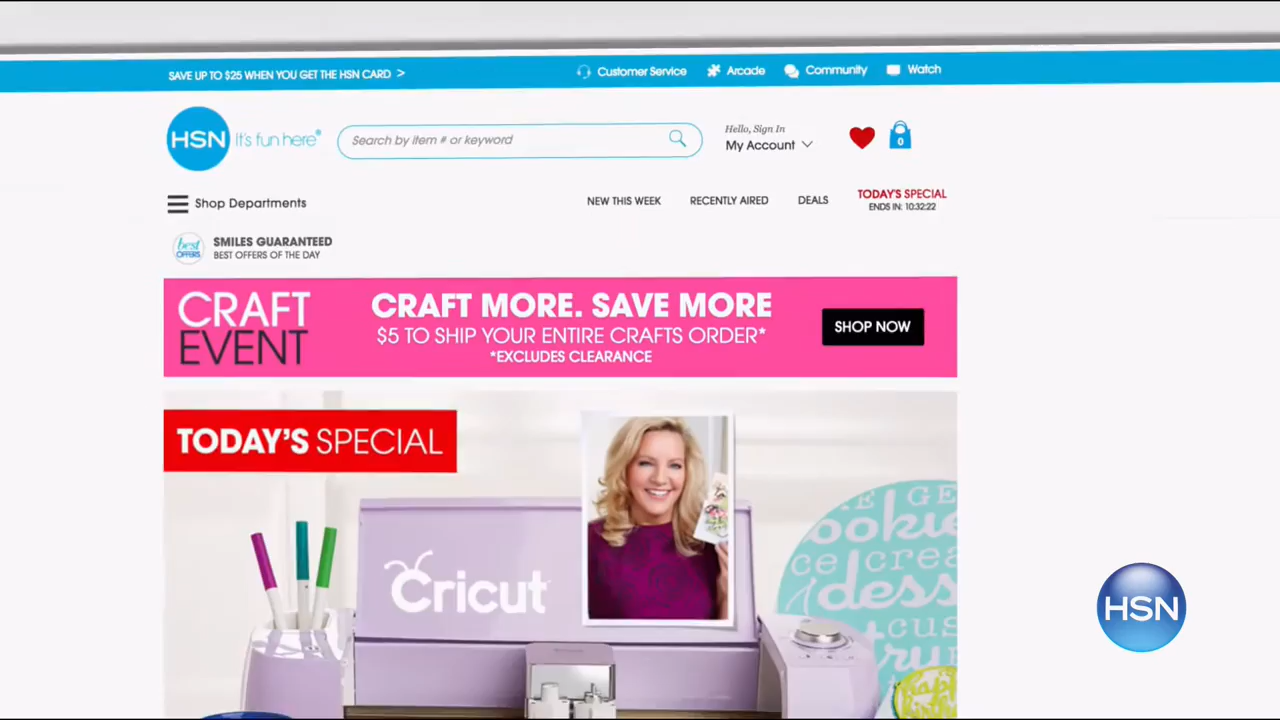 SAVE UP TO $25 WHEN YOU GET THE HSN CARD >
Customer Service
Arcade
Community
Watch
HSN It's fun here®
Search by item # or keyword
Hello, Sign In
My Account
0
Shop Departments
NEW THIS WEEK
RECENTLY AIRED
DEALS
TODAY'S SPECIAL
ENDS IN: 10:32:22
best
OFFERS
SMILES GUARANTEED
BEST OFFERS OF THE DAY
CRAFT
EVENT
CRAFT MORE. SAVE MORE
$5 TO SHIP YOUR ENTIRE CRAFTS ORDER*
*EXCLUDES CLEARANCE
SHOP NOW
TODAY'S SPECIAL
Cricut
HSN